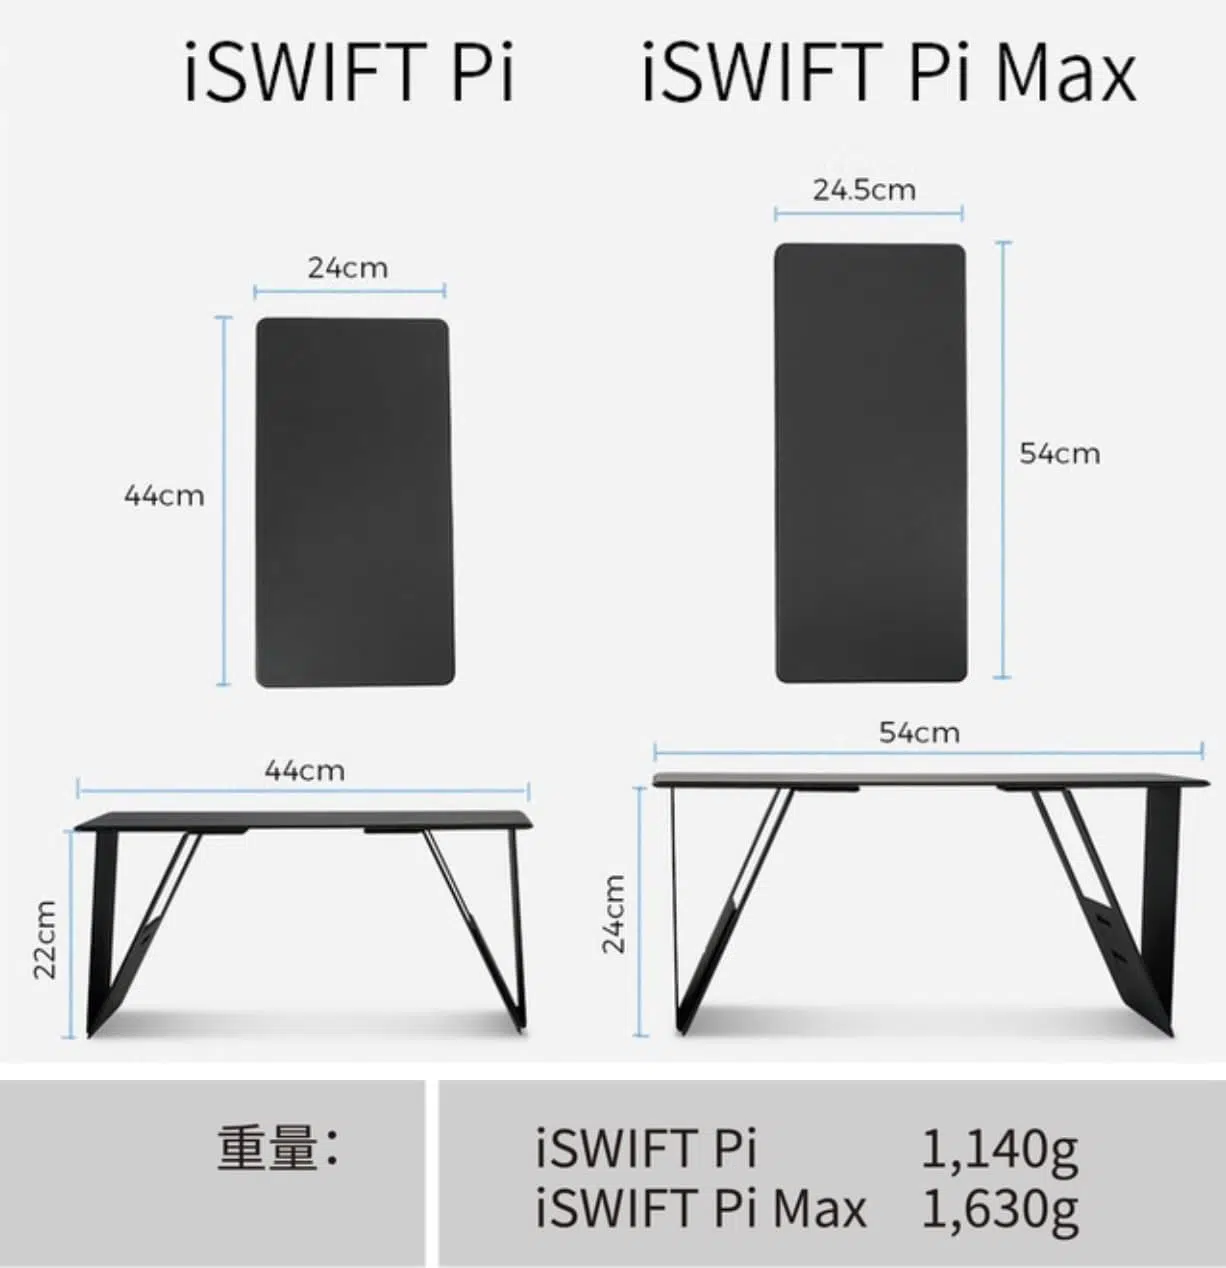 iSWIFT Pi
iSWIFT Pi Max
24cm
44cm
24.5cm
54cm
44cm
22cm
54cm
24cm
重量：
iSWIFT Pi 1,140g
iSWIFT Pi Max 1,630g